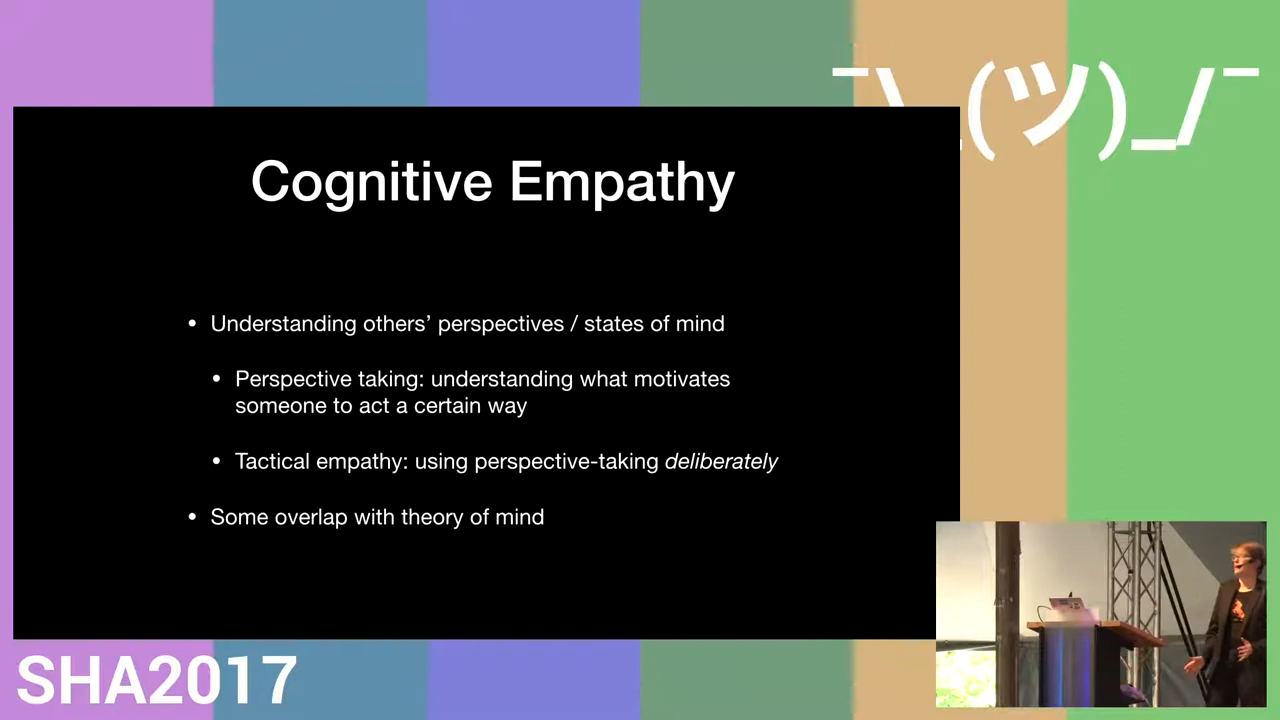 ¯\_(ツ)_/¯
Cognitive Empathy
• Understanding others’ perspectives / states of mind
• Perspective taking: understanding what motivates
someone to act a certain way
• Tactical empathy: using perspective-taking deliberately
• Some overlap with theory of mind
SHA2017